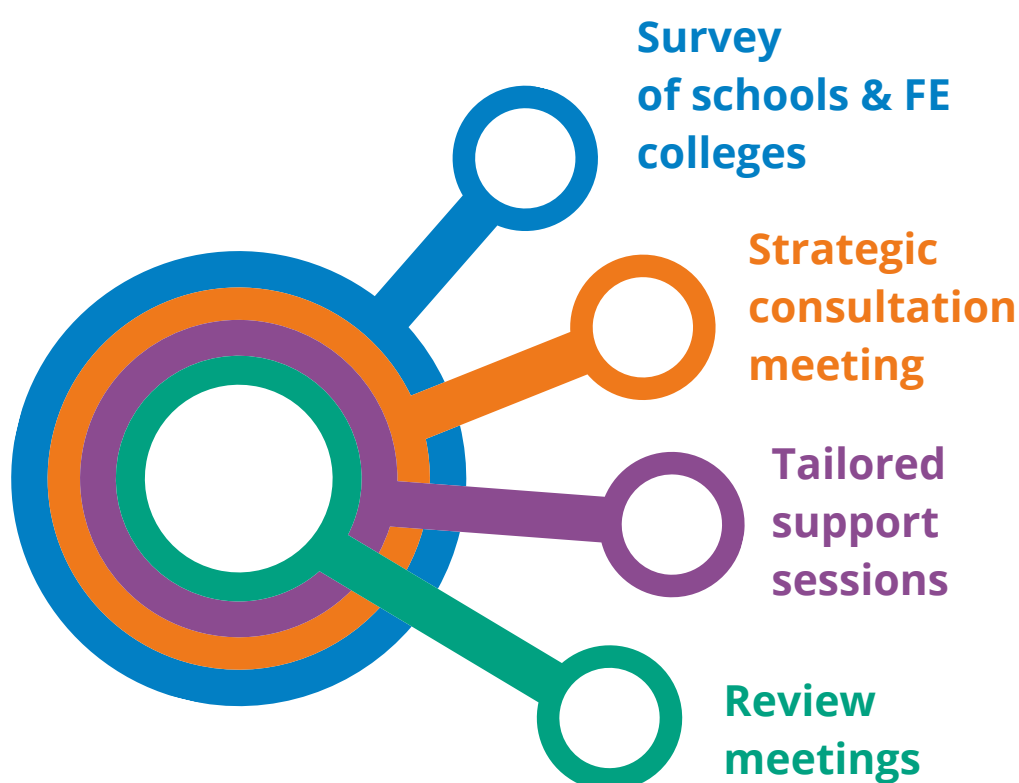 Survey
of schools & FE
colleges
Strategic
consultation
meeting
Tailored
support
sessions
Review
meetings